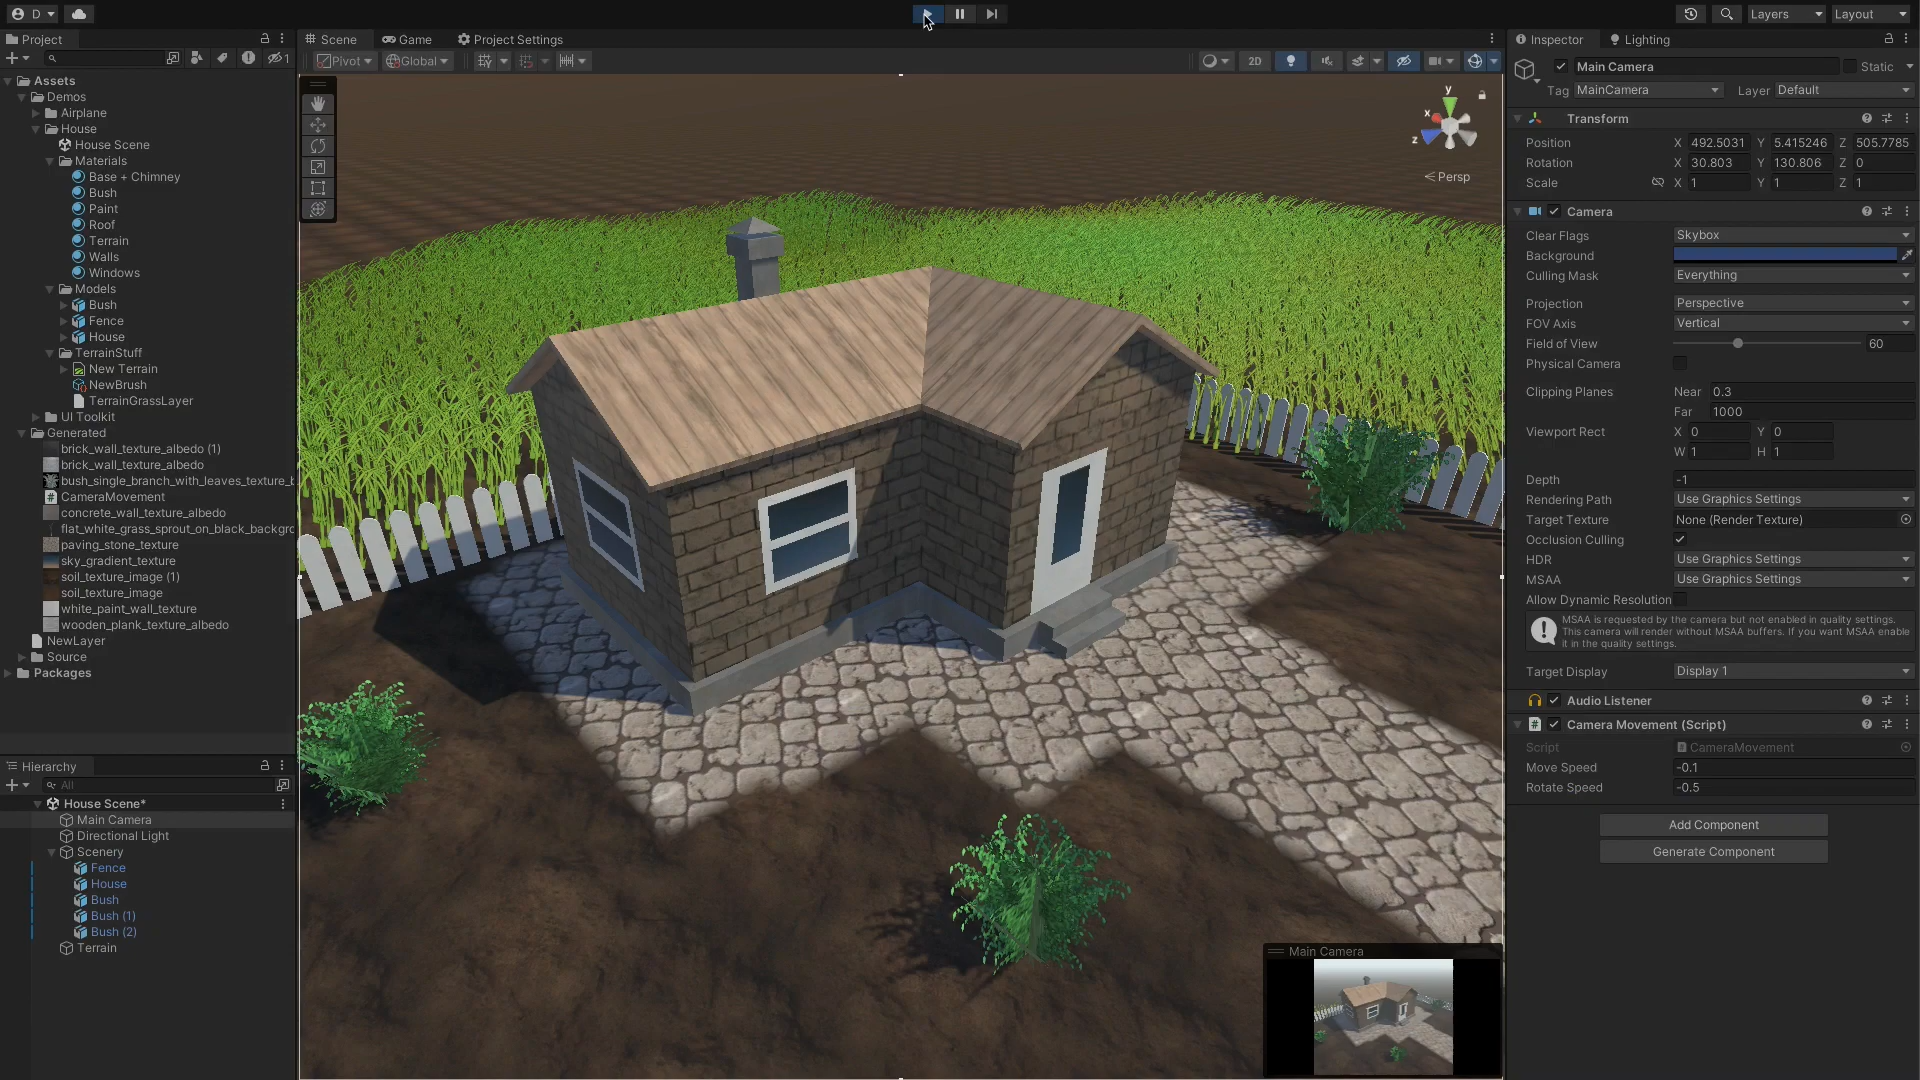 D
Layers
Layout
Project
1
Assets
Demos
Airplane
House
House Scene
Materials
Base + Chimney
Bush
Paint
Roof
Terrain
Walls
Windows
Models
Bush
Fence
House
TerrainStuff
New Terrain
NewBrush
TerrainGrassLayer
UI Toolkit
Generated
brick_wall_texture_albedo (1)
brick_wall_texture_albedo
bush_single_branch_with_leaves_texture_b
CameraMovement
concrete_wall_texture_albedo
flat_white_grass_sprout_on_black_backgro
paving_stone_texture
sky_gradient_texture
soil_texture_image (1)
soil_texture_image
white_paint_wall_texture
wooden_plank_texture_albedo
NewLayer
Source
Packages
Hierarchy
All
House Scene*
Main Camera
Directional Light
Scenery
Fence
House
Bush
Bush (1)
Bush (2)
Terrain
Scene
Game
Project Settings
Pivot
Global
2D
y
x
z
Persp
Main Camera
Inspector
Lighting
Main Camera
Static
Tag MainCamera Layer Default
Transform
Position X 492.5031 Y 5.415246 Z 505.7785
Rotation X 30.803 Y 130.806 Z 0
Scale X 1 Y 1 Z 1
Camera
Clear Flags Skybox
Background
Culling Mask Everything
Projection Perspective
FOV Axis Vertical
Field of View 60
Physical Camera
Clipping Planes Near 0.3
Far 1000
Viewport Rect X 0 Y 0
W 1 H 1
Depth -1
Rendering Path Use Graphics Settings
Target Texture None (Render Texture)
Occlusion Culling
HDR Use Graphics Settings
MSAA Use Graphics Settings
Allow Dynamic Resolution
MSAA is requested by the camera but not enabled in quality settings.
This camera will render without MSAA buffers. If you want MSAA enable
it in the quality settings.
Target Display Display 1
Audio Listener
Camera Movement (Script)
Script CameraMovement
Move Speed -0.1
Rotate Speed -0.5
Add Component
Generate Component